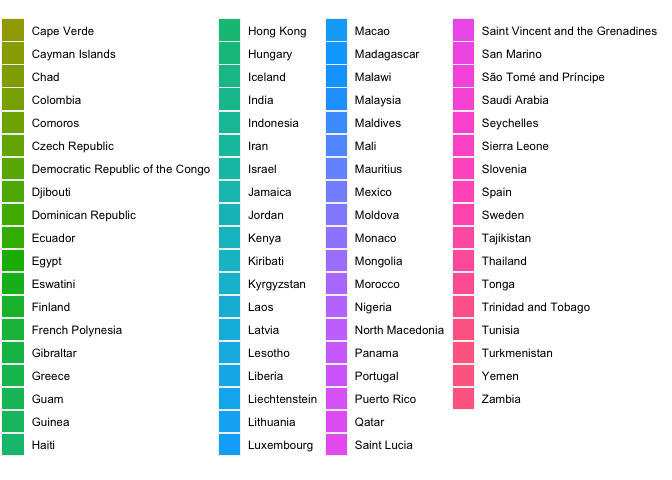 Cape Verde
Cayman Islands
Chad
Colombia
Comoros
Czech Republic
Democratic Republic of the Congo
Djibouti
Dominican Republic
Ecuador
Egypt
Eswatini
Finland
French Polynesia
Gibraltar
Greece
Guam
Guinea
Haiti
Hong Kong
Hungary
Iceland
India
Indonesia
Iran
Israel
Jamaica
Jordan
Kenya
Kiribati
Kyrgyzstan
Laos
Latvia
Lesotho
Liberia
Liechtenstein
Lithuania
Luxembourg
Macao
Madagascar
Malawi
Malaysia
Maldives
Mali
Mauritius
Mexico
Moldova
Monaco
Mongolia
Morocco
Nigeria
North Macedonia
Panama
Portugal
Puerto Rico
Qatar
Saint Lucia
Saint Vincent and the Grenadines
San Marino
São Tomé and Príncipe
Saudi Arabia
Seychelles
Sierra Leone
Slovenia
Spain
Sweden
Tajikistan
Thailand
Tonga
Trinidad and Tobago
Tunisia
Turkmenistan
Yemen
Zambia